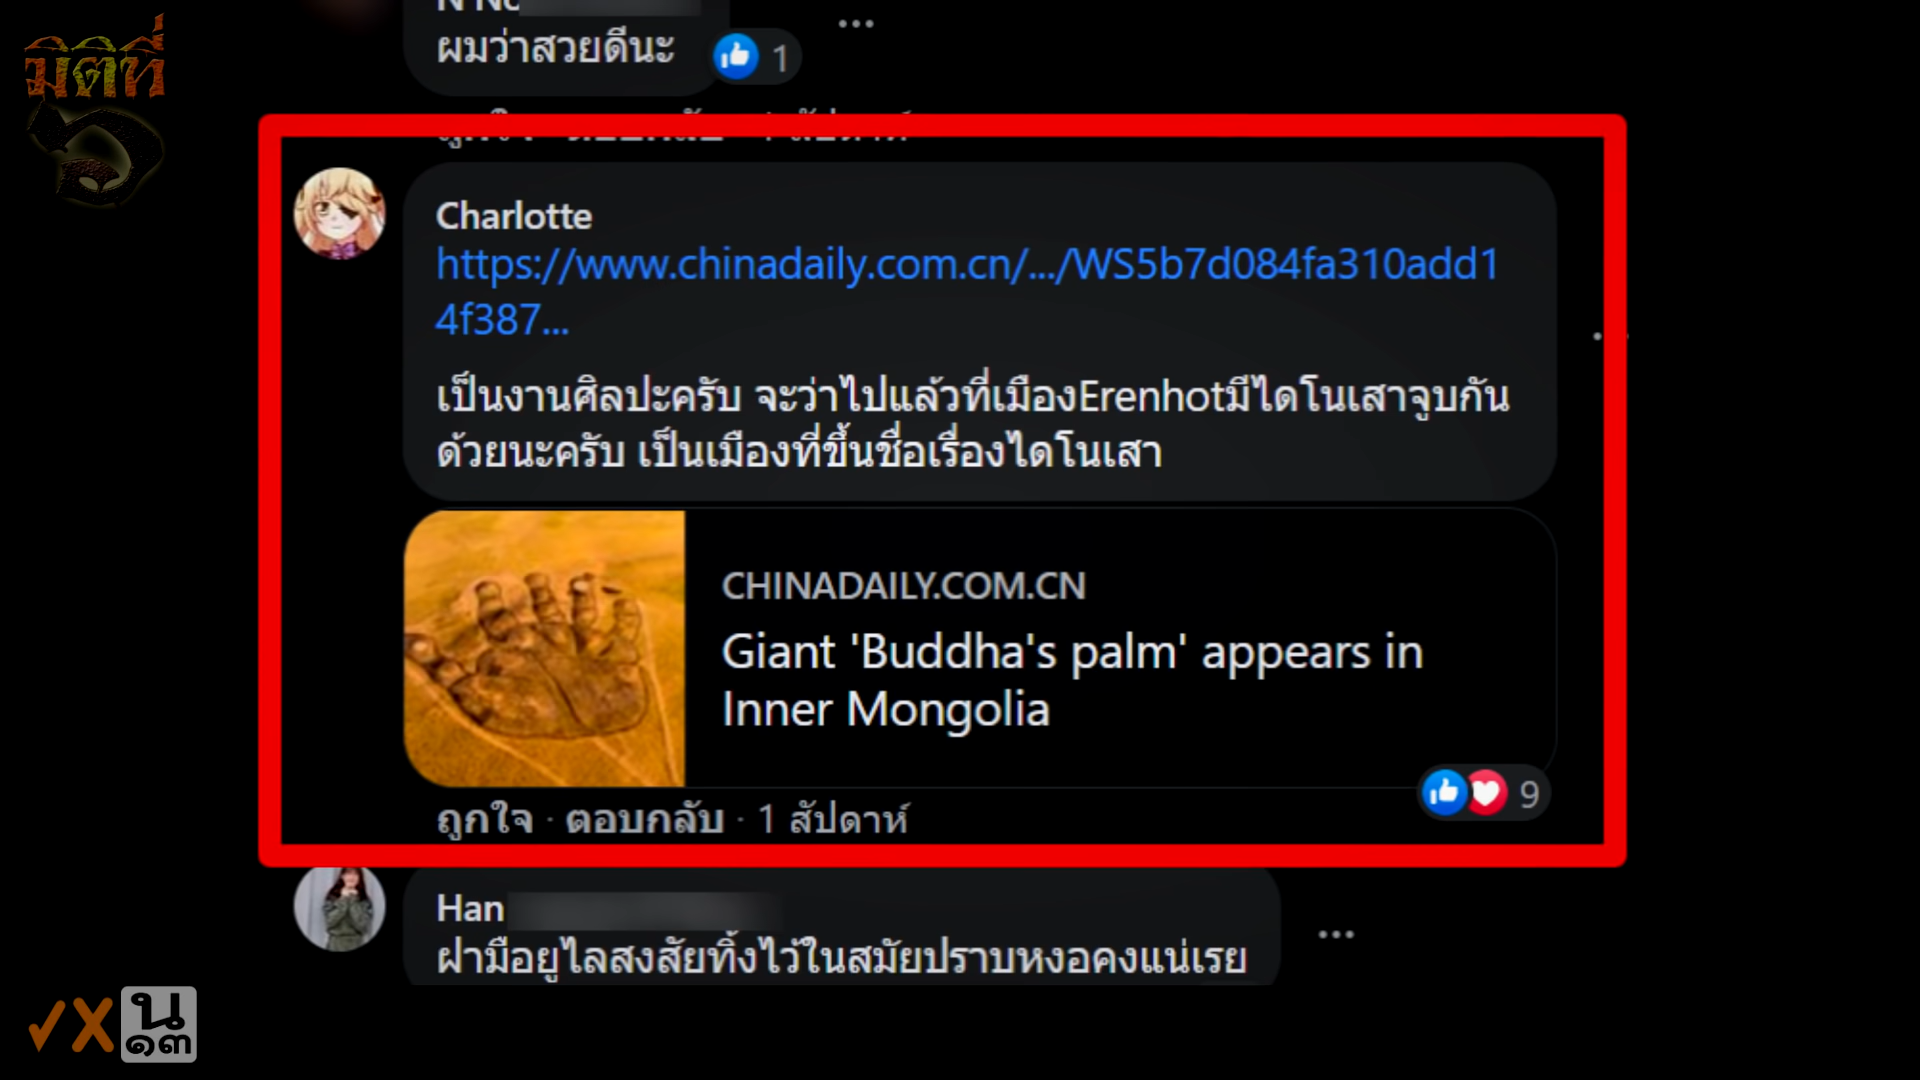 มิติที่
๖
ผมว่าสวยดีนะ
1
Charlotte
https://www.chinadaily.com.cn/.../WS5b7d084fa310add1
4f387...
เป็นงานศิลปะครับ จะว่าไปแล้วที่เมืองErenhotมีไดโนเสาจูบกัน
ด้วยนะครับ เป็นเมืองที่ขึ้นชื่อเรื่องไดโนเสา
CHINADAILY.COM.CN
Giant 'Buddha's palm' appears in
Inner Mongolia
9
ถูกใจ · ตอบกลับ · 1 สัปดาห์
Han
ฝ่ามือยูไลสงสัยทิ้งไว้ในสมัยปราบหงอคงแน่เรย
✓X น
๑๓